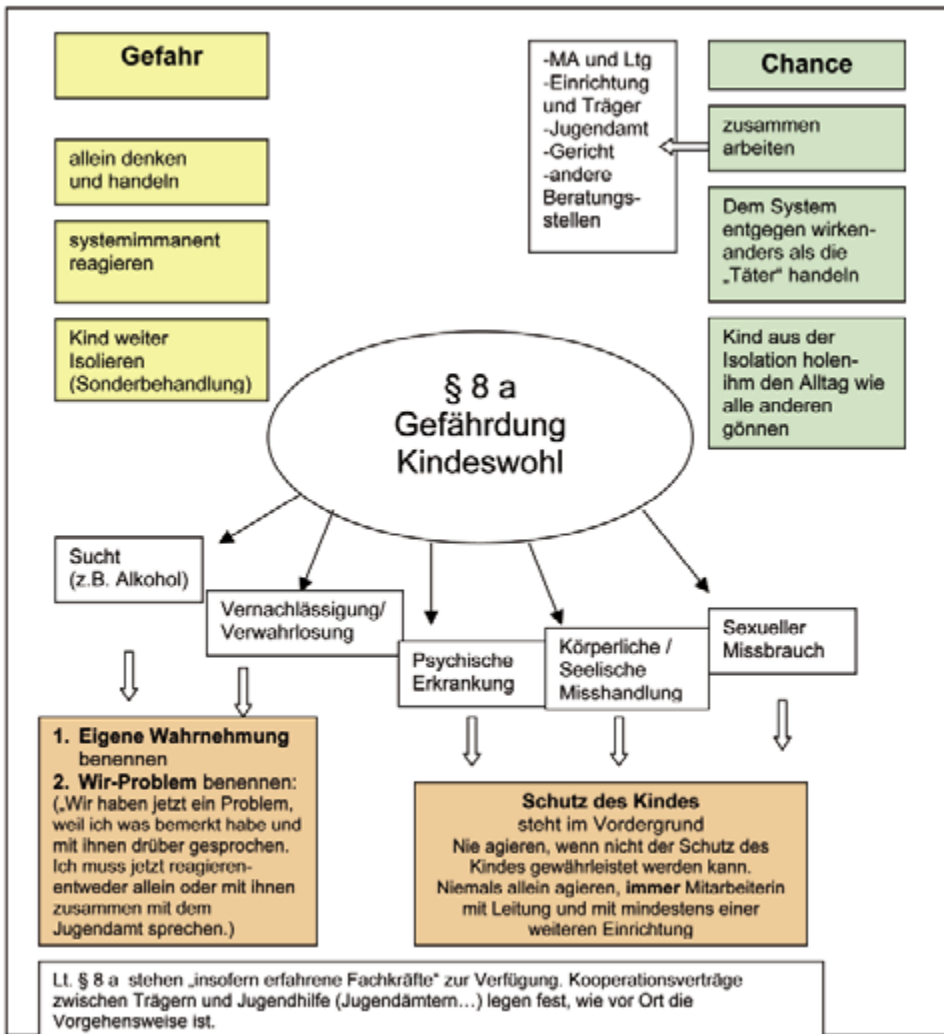 Gefahr
allein denken
und handeln
systemimmanent
reagieren
Kind weiter
Isolieren
(Sonderbehandlung)
-MA und Ltg
-Einrichtung
und Träger
-Jugendamt
-Gericht
-andere
Beratungs-
stellen
Chance
zusammen
arbeiten
Dem System
entgegen wirken-
anders als die
„Täter“ handeln
Kind aus der
Isolation holen-
ihm den Alltag wie
alle anderen
gönnen
§ 8 a
Gefährdung
Kindeswohl
Sucht
(z.B. Alkohol)
Vernachlässigung/
Verwahrlosung
Psychische
Erkrankung
Körperliche /
Seelische
Misshandlung
Sexueller
Missbrauch
1. Eigene Wahrnehmung
benennen
2. Wir-Problem benennen:
(„Wir haben jetzt ein Problem,
weil ich was bemerkt habe und
mit ihnen drüber gesprochen.
Ich muss jetzt reagieren-
entweder allein oder mit ihnen
zusammen mit dem
Jugendamt sprechen.)
Schutz des Kindes
steht im Vordergrund
Nie agieren, wenn nicht der Schutz des
Kindes gewährleistet werden kann.
Niemals allein agieren, immer Mitarbeiterin
mit Leitung und mit mindestens einer
weiteren Einrichtung
Lt. § 8 a stehen „insofern erfahrene Fachkräfte“ zur Verfügung. Kooperationsverträge
zwischen Trägern und Jugendhilfe (Jugendämtern...) legen fest, wie vor Ort die
Vorgehensweise ist.